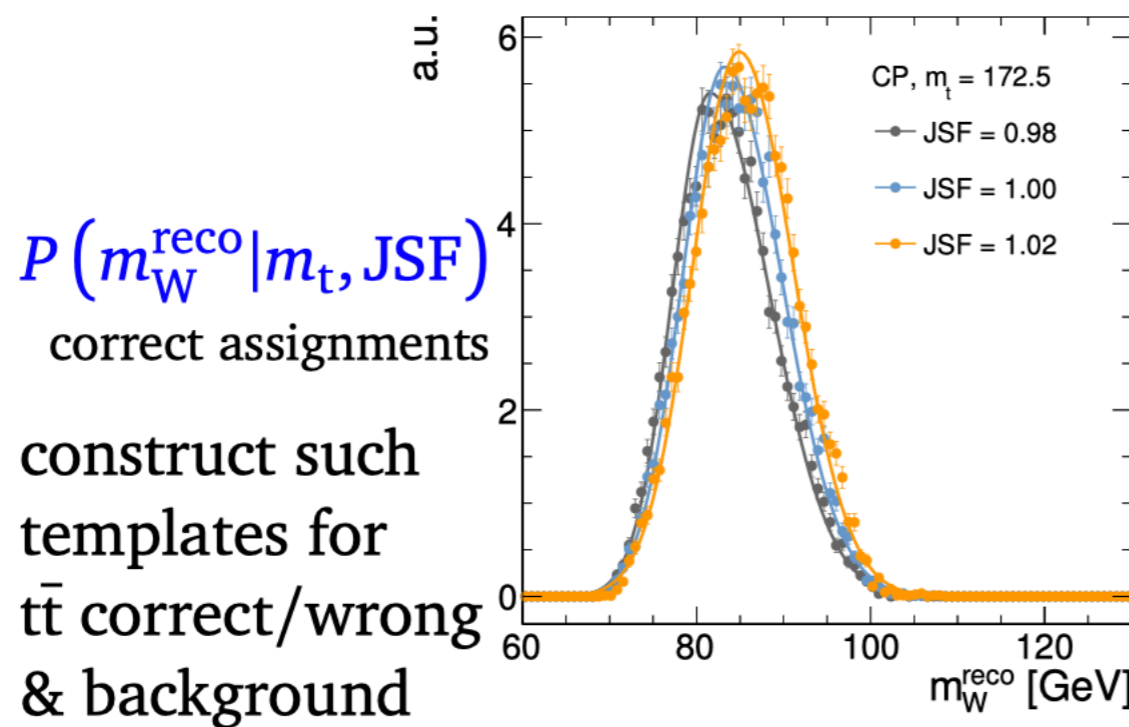 P(m_W^reco|m_t, JSF)
correct assignments
construct such
templates for
tt̄ correct/wrong
& background
a.u.
6
4
2
0
CP, m_t = 172.5
JSF = 0.98
JSF = 1.00
JSF = 1.02
60 80 100 120
m_W^reco [GeV]